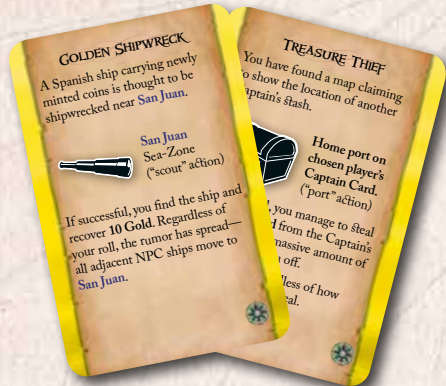 GOLDEN SHIPWRECK
A Spanish ship carrying newly
minted coins is thought to be
shipwrecked near San Juan.
San Juan
Sea-Zone
("scout" action)
If successful, you find the ship and
recover 10 Gold. Regardless of
your roll, the rumor has spread—
all adjacent NPC ships move to
San Juan.
TREASURE THIEF
You have found a map claiming
to show the location of another
Captain's stash.
Home port on
chosen player's
Captain Card.
("port" action)
you manage to steal
from the Captain's
massive amount of
off.
of how